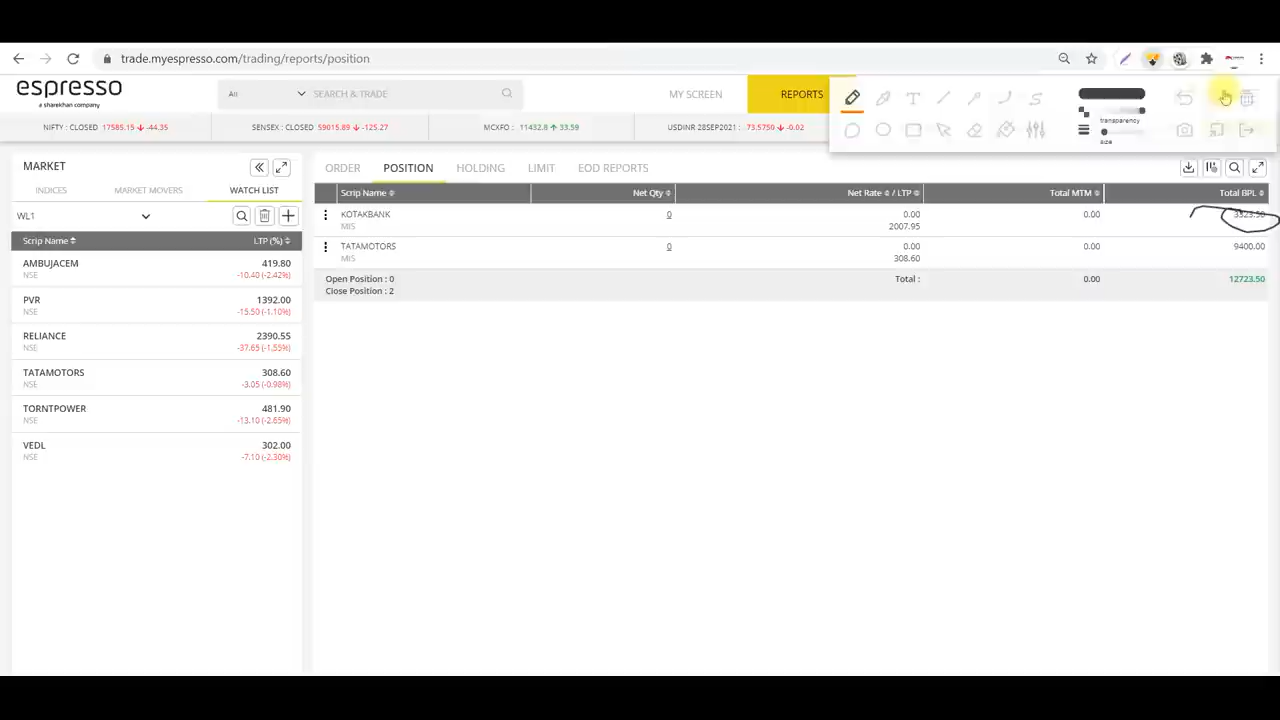 trade.myespresso.com/trading/reports/position
espresso
a sharekhan company
All
SEARCH & TRADE
MY SCREEN
REPORTS
NIFTY : CLOSED 17585.15 -44.35
SENSEX : CLOSED 59015.89 -125.27
MCXFO : 11432.8 33.59
USDINR 28SEP2021 : 73.5750 -0.02
transparency
size
MARKET
INDICES
MARKET MOVERS
WATCH LIST
WL1
Scrip Name LTP (%)
AMBUJACEM 419.80
NSE -10.40 (-2.42%)
PVR 1392.00
NSE -15.50 (-1.10%)
RELIANCE 2390.55
NSE -37.65 (-1.55%)
TATAMOTORS 308.60
NSE -3.05 (-0.98%)
TORNTPOWER 481.90
NSE -13.10 (-2.65%)
VEDL 302.00
NSE -7.10 (-2.30%)
ORDER
POSITION
HOLDING
LIMIT
EOD REPORTS
Scrip Name Net Qty Net Rate / LTP Total MTM Total BPL
KOTAKBANK 0 0.00 0.00 3323.50
MIS 2007.95
TATAMOTORS 0 0.00 0.00 9400.00
MIS 308.60
Open Position : 0 Total : 0.00 12723.50
Close Position : 2